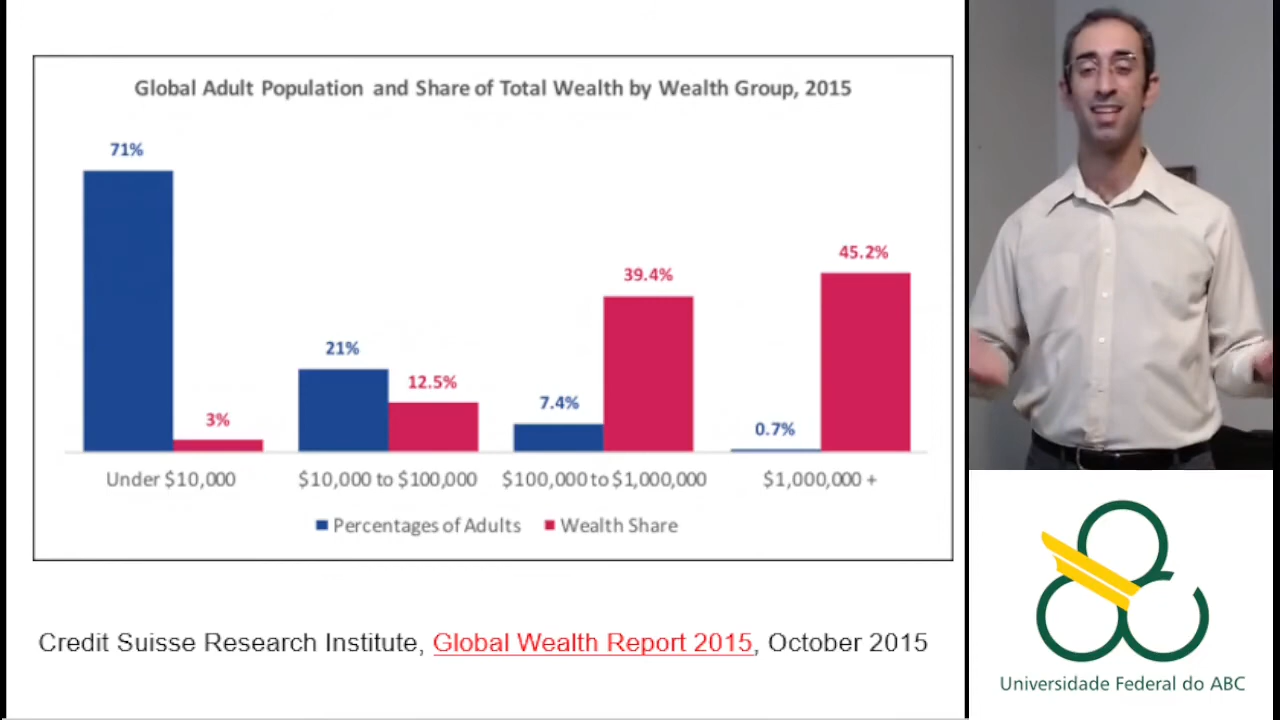 Global Adult Population and Share of Total Wealth by Wealth Group, 2015
71%
3%
21%
12.5%
7.4%
39.4%
0.7%
45.2%
Under $10,000
$10,000 to $100,000
$100,000 to $1,000,000
$1,000,000 +
Percentages of Adults
Wealth Share
Credit Suisse Research Institute, Global Wealth Report 2015, October 2015
Universidade Federal do ABC